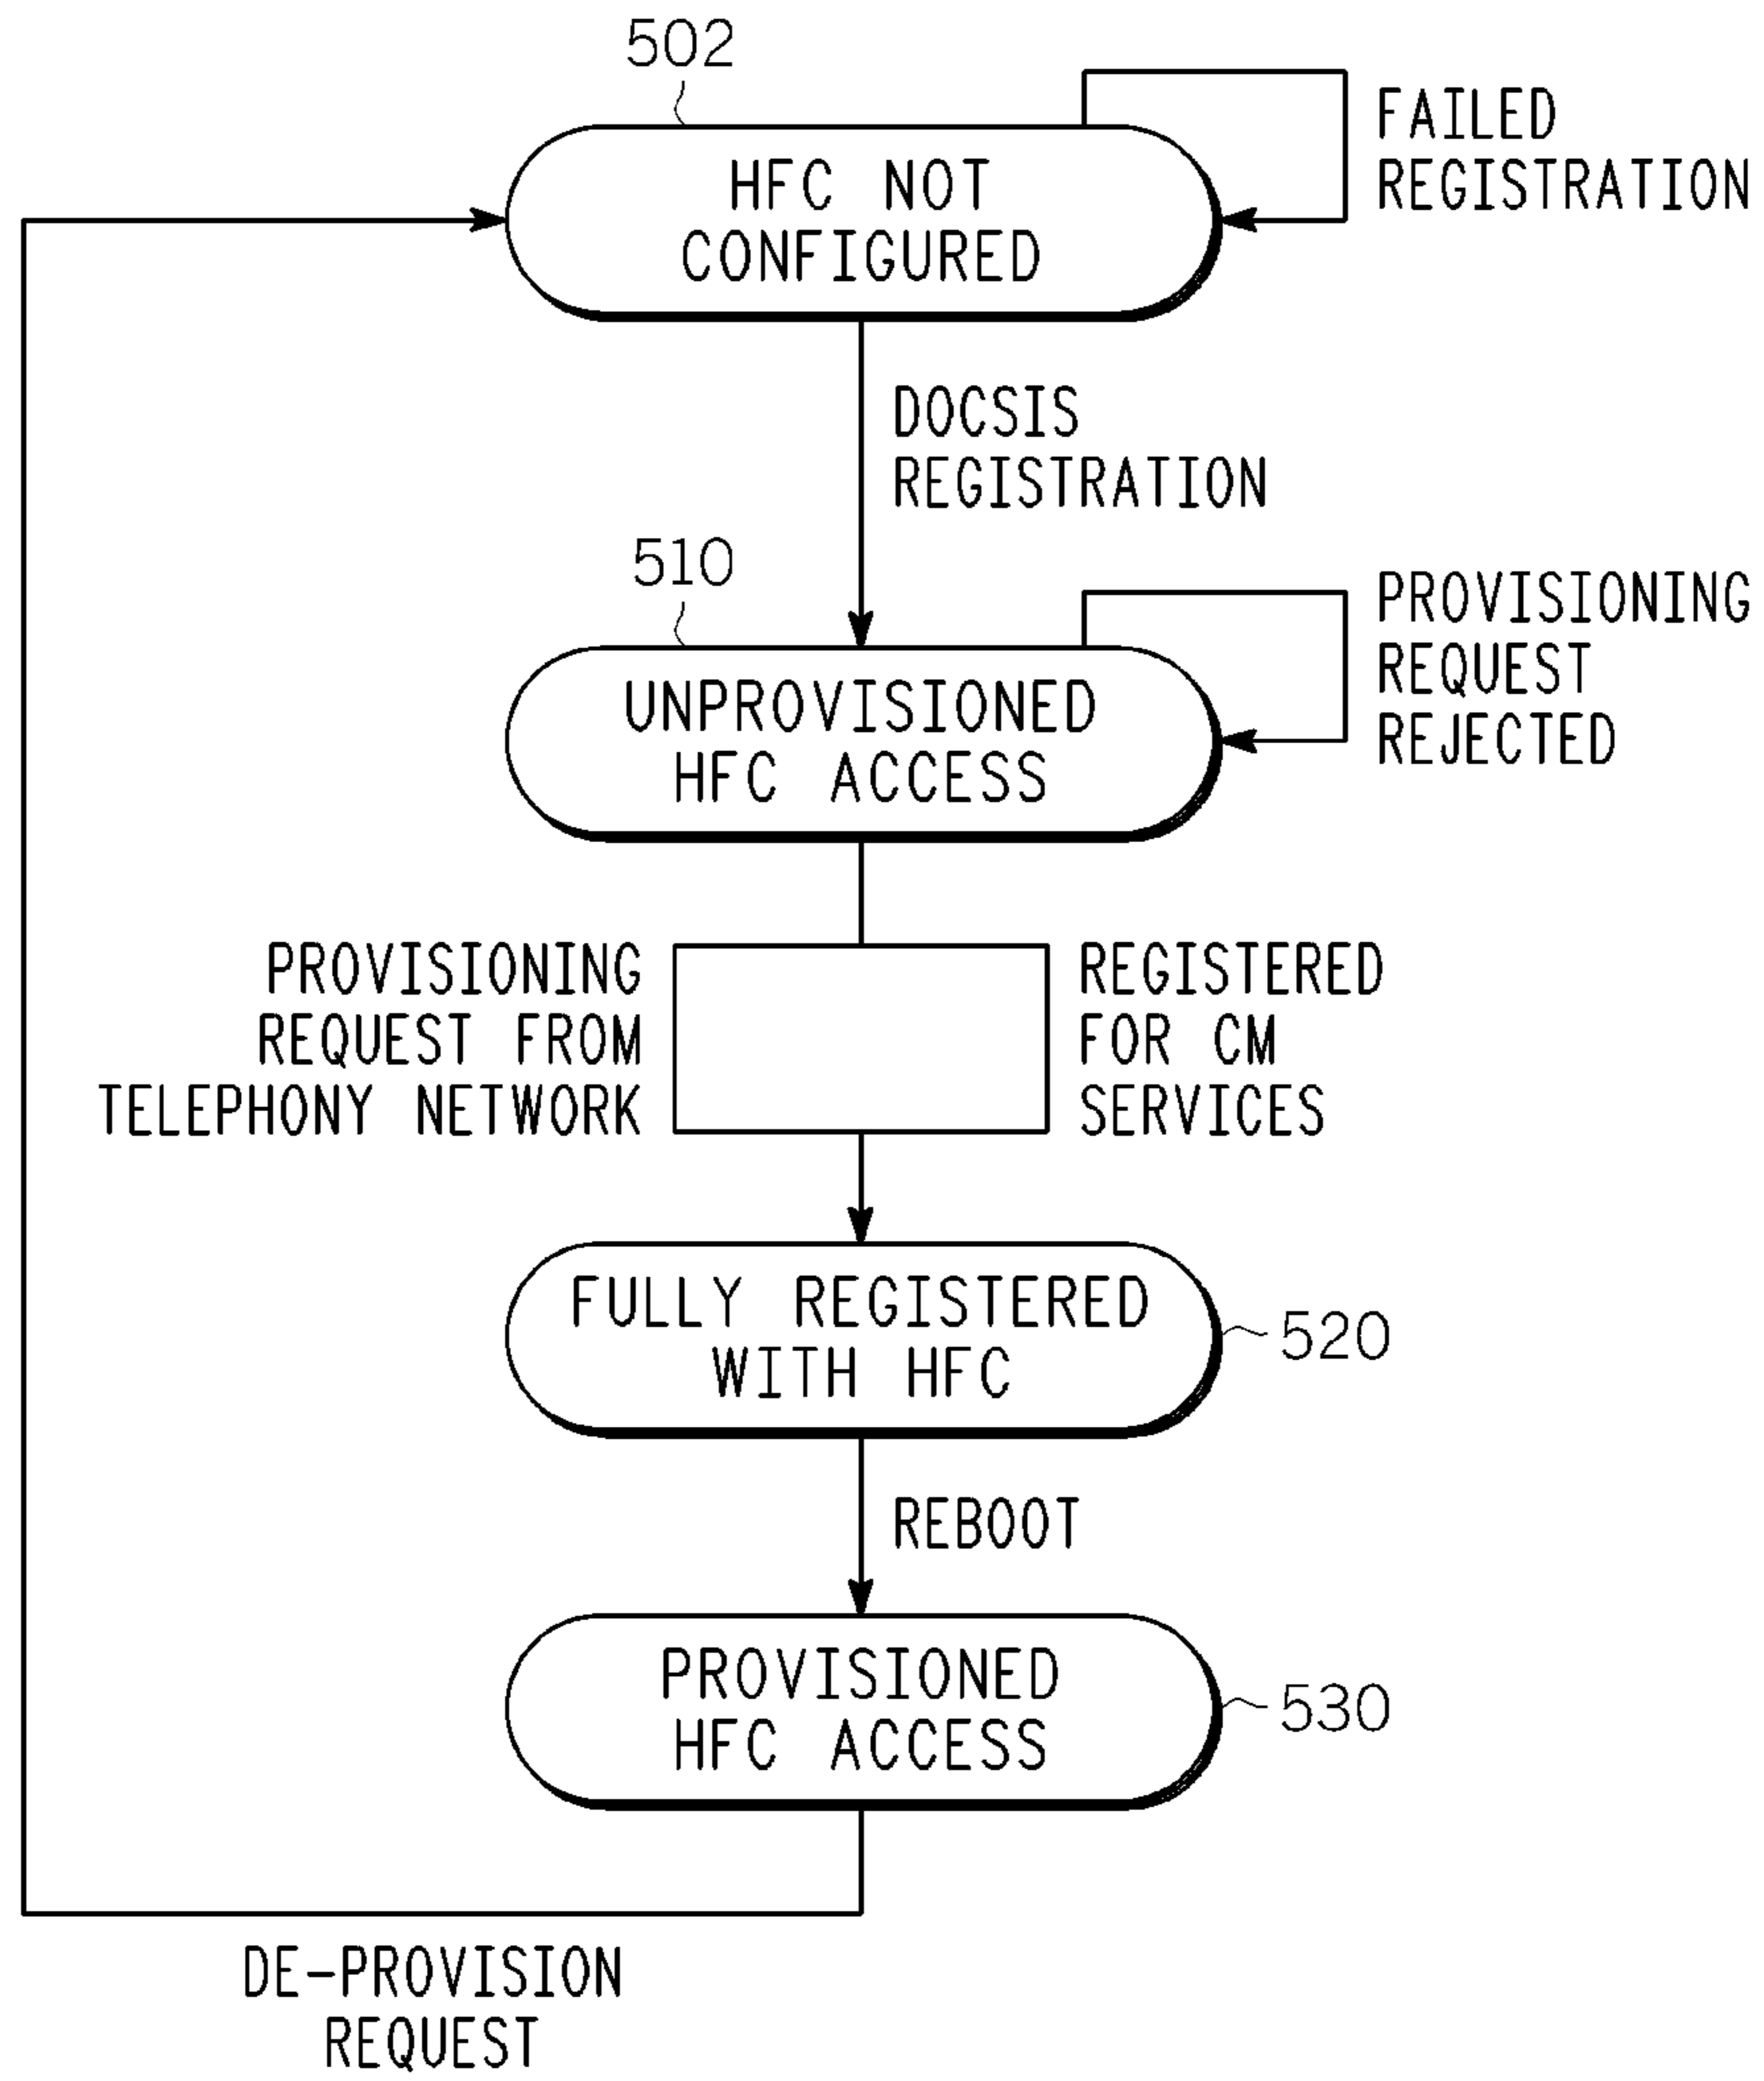 502
HFC NOT
CONFIGURED
FAILED
REGISTRATION
DOCSIS
REGISTRATION
510
UNPROVISIONED
HFC ACCESS
PROVISIONING
REQUEST
REJECTED
PROVISIONING
REQUEST FROM
TELEPHONY NETWORK
REGISTERED
FOR CM
SERVICES
FULLY REGISTERED
WITH HFC
520
REBOOT
PROVISIONED
HFC ACCESS
530
DE-PROVISION
REQUEST